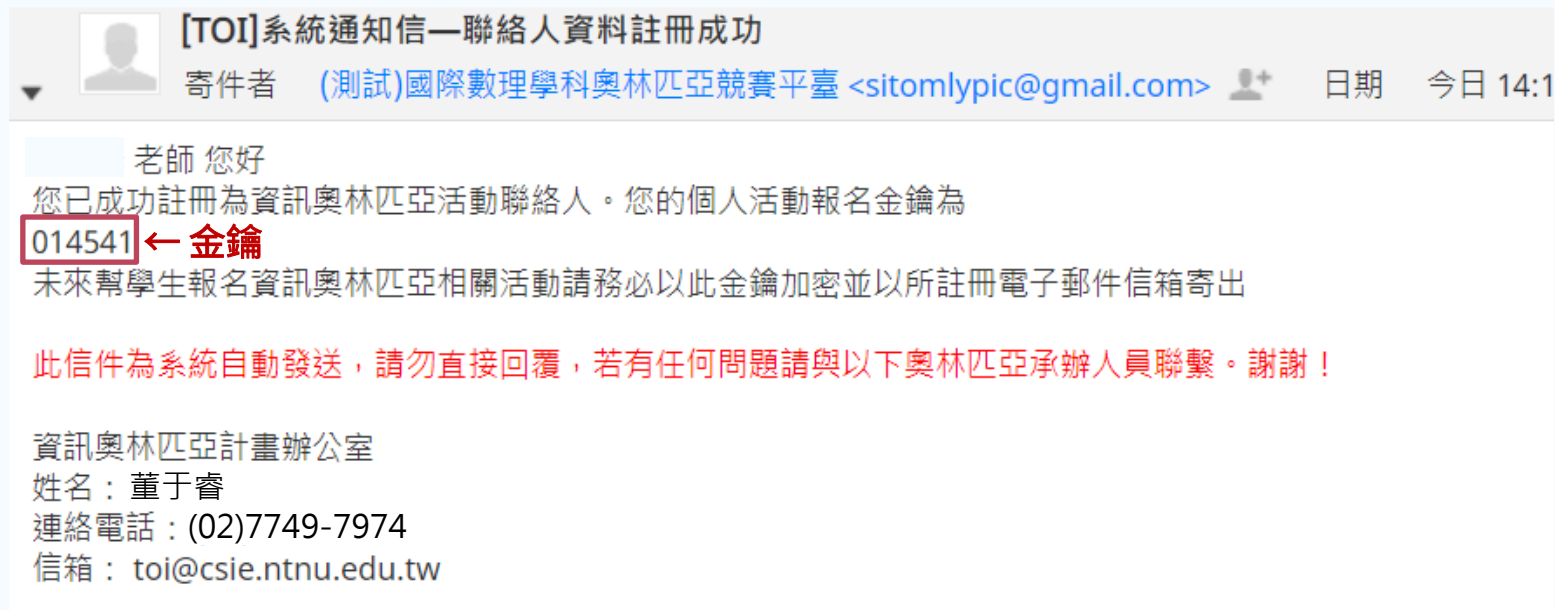 [TOI]系統通知信—聯絡人資料註冊成功
寄件者 (測試)國際數理學科奧林匹亞競賽平臺 <sitomlypic@gmail.com> 日期 今日 14:1
老師 您好
您已成功註冊為資訊奧林匹亞活動聯絡人。您的個人活動報名金鑰為
014541 ← 金鑰
未來幫學生報名資訊奧林匹亞相關活動請務必以此金鑰加密並以所註冊電子郵件信箱寄出
此信件為系統自動發送，請勿直接回覆，若有任何問題請與以下奧林匹亞承辦人員聯繫。謝謝！
資訊奧林匹亞計畫辦公室
姓名：董于睿
連絡電話：(02)7749-7974
信箱： toi@csie.ntnu.edu.tw